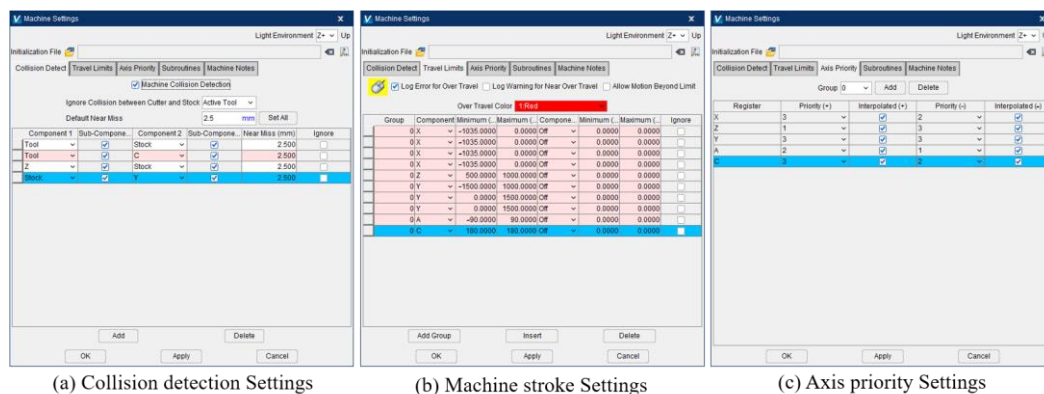 Machine Settings x
Light Environment Z+ Up
Initialization File
Collision Detect Travel Limits Axis Priority Subroutines Machine Notes
Machine Collision Detection
Ignore Collision between Cutter and Stock Active Tool
Default Near Miss 2.5 mm Set All
Component 1 Sub-Compone... Component 2 Sub-Compone... Near Miss (mm) Ignore
Tool Stock 2.500
Tool C 2.500
Z Stock 2.500
Stock Y 2.500
Add Delete
OK Apply Cancel
(a) Collision detection Settings
Machine Settings x
Light Environment Z+ Up
Initialization File
Collision Detect Travel Limits Axis Priority Subroutines Machine Notes
Log Error for Over Travel Log Warning for Near Over Travel Allow Motion Beyond Limit
Over Travel Color 1:Red
Group Component Minimum (... Maximum (... Compone... Minimum (... Maximum (... Ignore
0 X -1035.0000 0.0000 Off 0.0000 0.0000
0 X -1035.0000 0.0000 Off 0.0000 0.0000
0 X -1035.0000 0.0000 Off 0.0000 0.0000
0 X -1035.0000 0.0000 Off 0.0000 0.0000
0 Z 500.0000 1000.0000 Off 0.0000 0.0000
0 Y -1500.0000 1000.0000 Off 0.0000 0.0000
0 Y 0.0000 1500.0000 Off 0.0000 0.0000
0 Y 0.0000 1500.0000 Off 0.0000 0.0000
0 A -90.0000 90.0000 Off 0.0000 0.0000
0 C 180.0000 180.0000 Off 0.0000 0.0000
Add Group Insert Delete
OK Apply Cancel
(b) Machine stroke Settings
Machine Settings x
Light Environment Z+ U
Initialization File
Collision Detect Travel Limits Axis Priority Subroutines Machine Notes
Group 0 Add Delete
Register Priority (+) Interpolated (+) Priority (-) Interpolated (-)
X 3 2
Z 1 3
Y 3 3
A 2 1
C 3 2
OK Apply Cancel
(c) Axis priority Settings